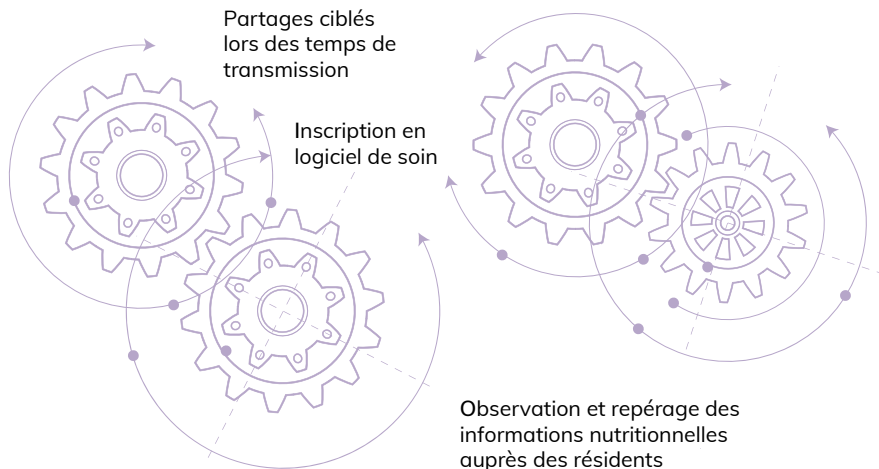 Partages ciblés
lors des temps de
transmission
Inscription en
logiciel de soin
Observation et repérage des
informations nutritionnelles
auprès des résidents